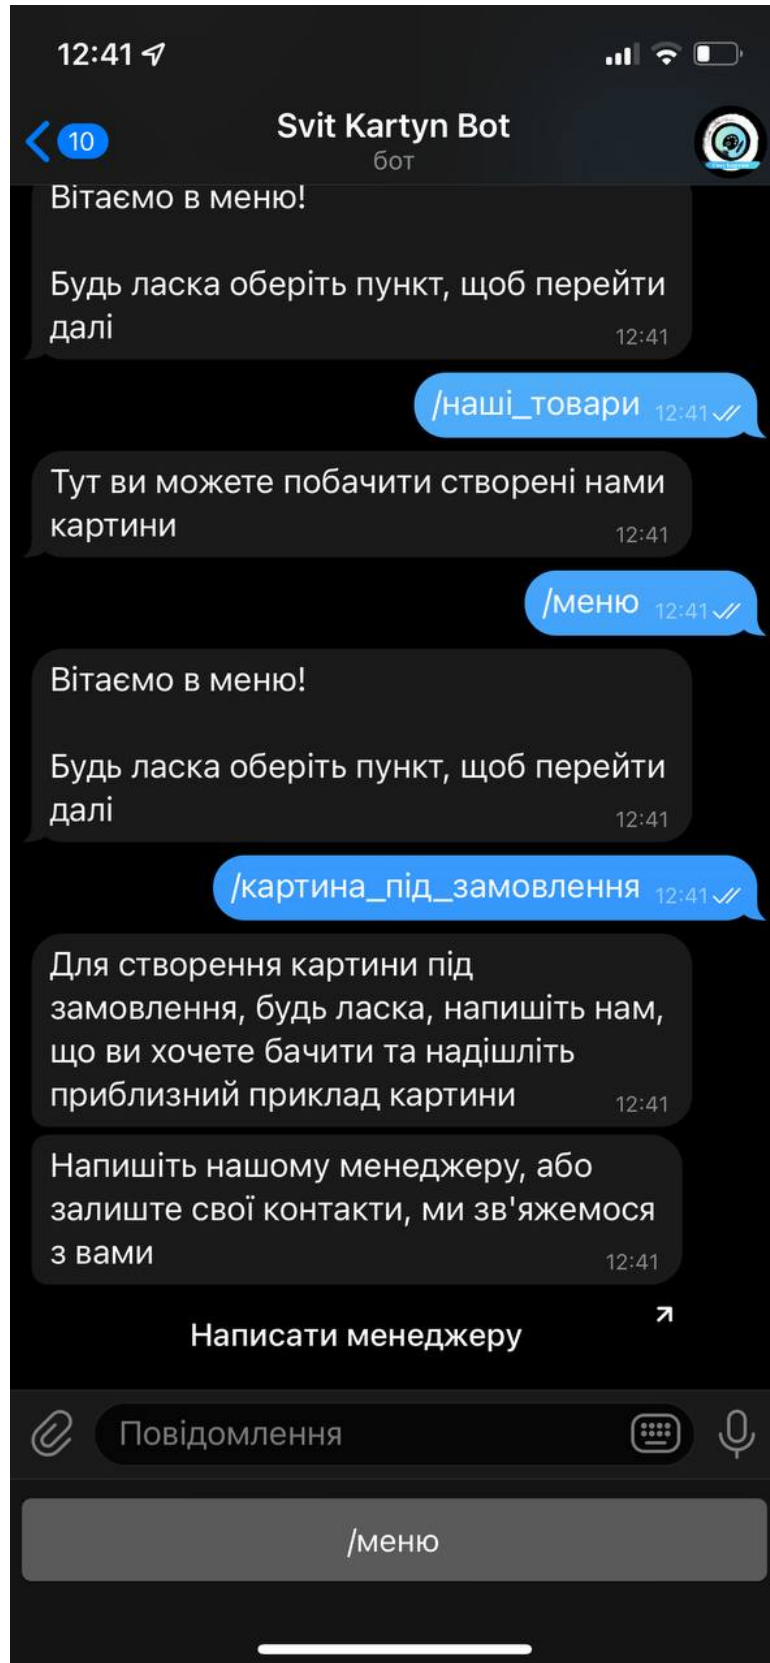 12:41
10
Svit Kartyn Bot
бот
Вітаємо в меню!
Будь ласка оберіть пункт, щоб перейти
далі
12:41
/наші_товари 12:41
Тут ви можете побачити створені нами
картини
12:41
/меню 12:41
Вітаємо в меню!
Будь ласка оберіть пункт, щоб перейти
далі
12:41
/картина_під_замовлення 12:41
Для створення картини під
замовлення, будь ласка, напишіть нам,
що ви хочете бачити та надішліть
приблизний приклад картини
12:41
Напишіть нашому менеджеру, або
залиште свої контакти, ми зв'яжемося
з вами
12:41
Написати менеджеру
Повідомлення
/меню